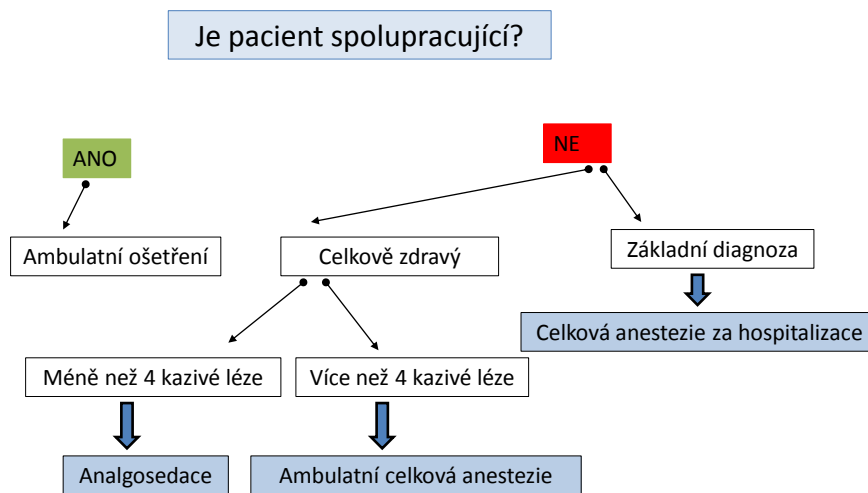 Je pacient spolupracující?
ANO
NE
Ambulatní ošetření
Celkově zdravý
Základní diagnoza
Celková anestezie za hospitalizace
Méně než 4 kazivé léze
Více než 4 kazivé léze
Analgosedace
Ambulatní celková anestezie